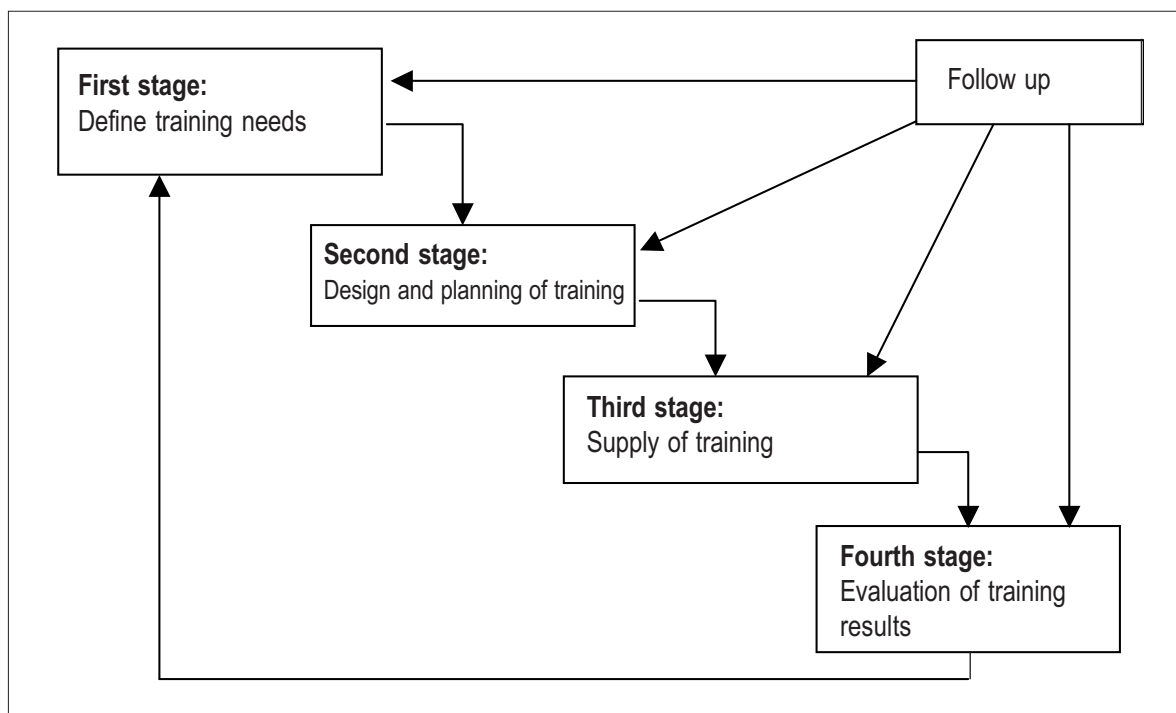 First stage:
Define training needs
Follow up
Second stage:
Design and planning of training
Third stage:
Supply of training
Fourth stage:
Evaluation of training
results